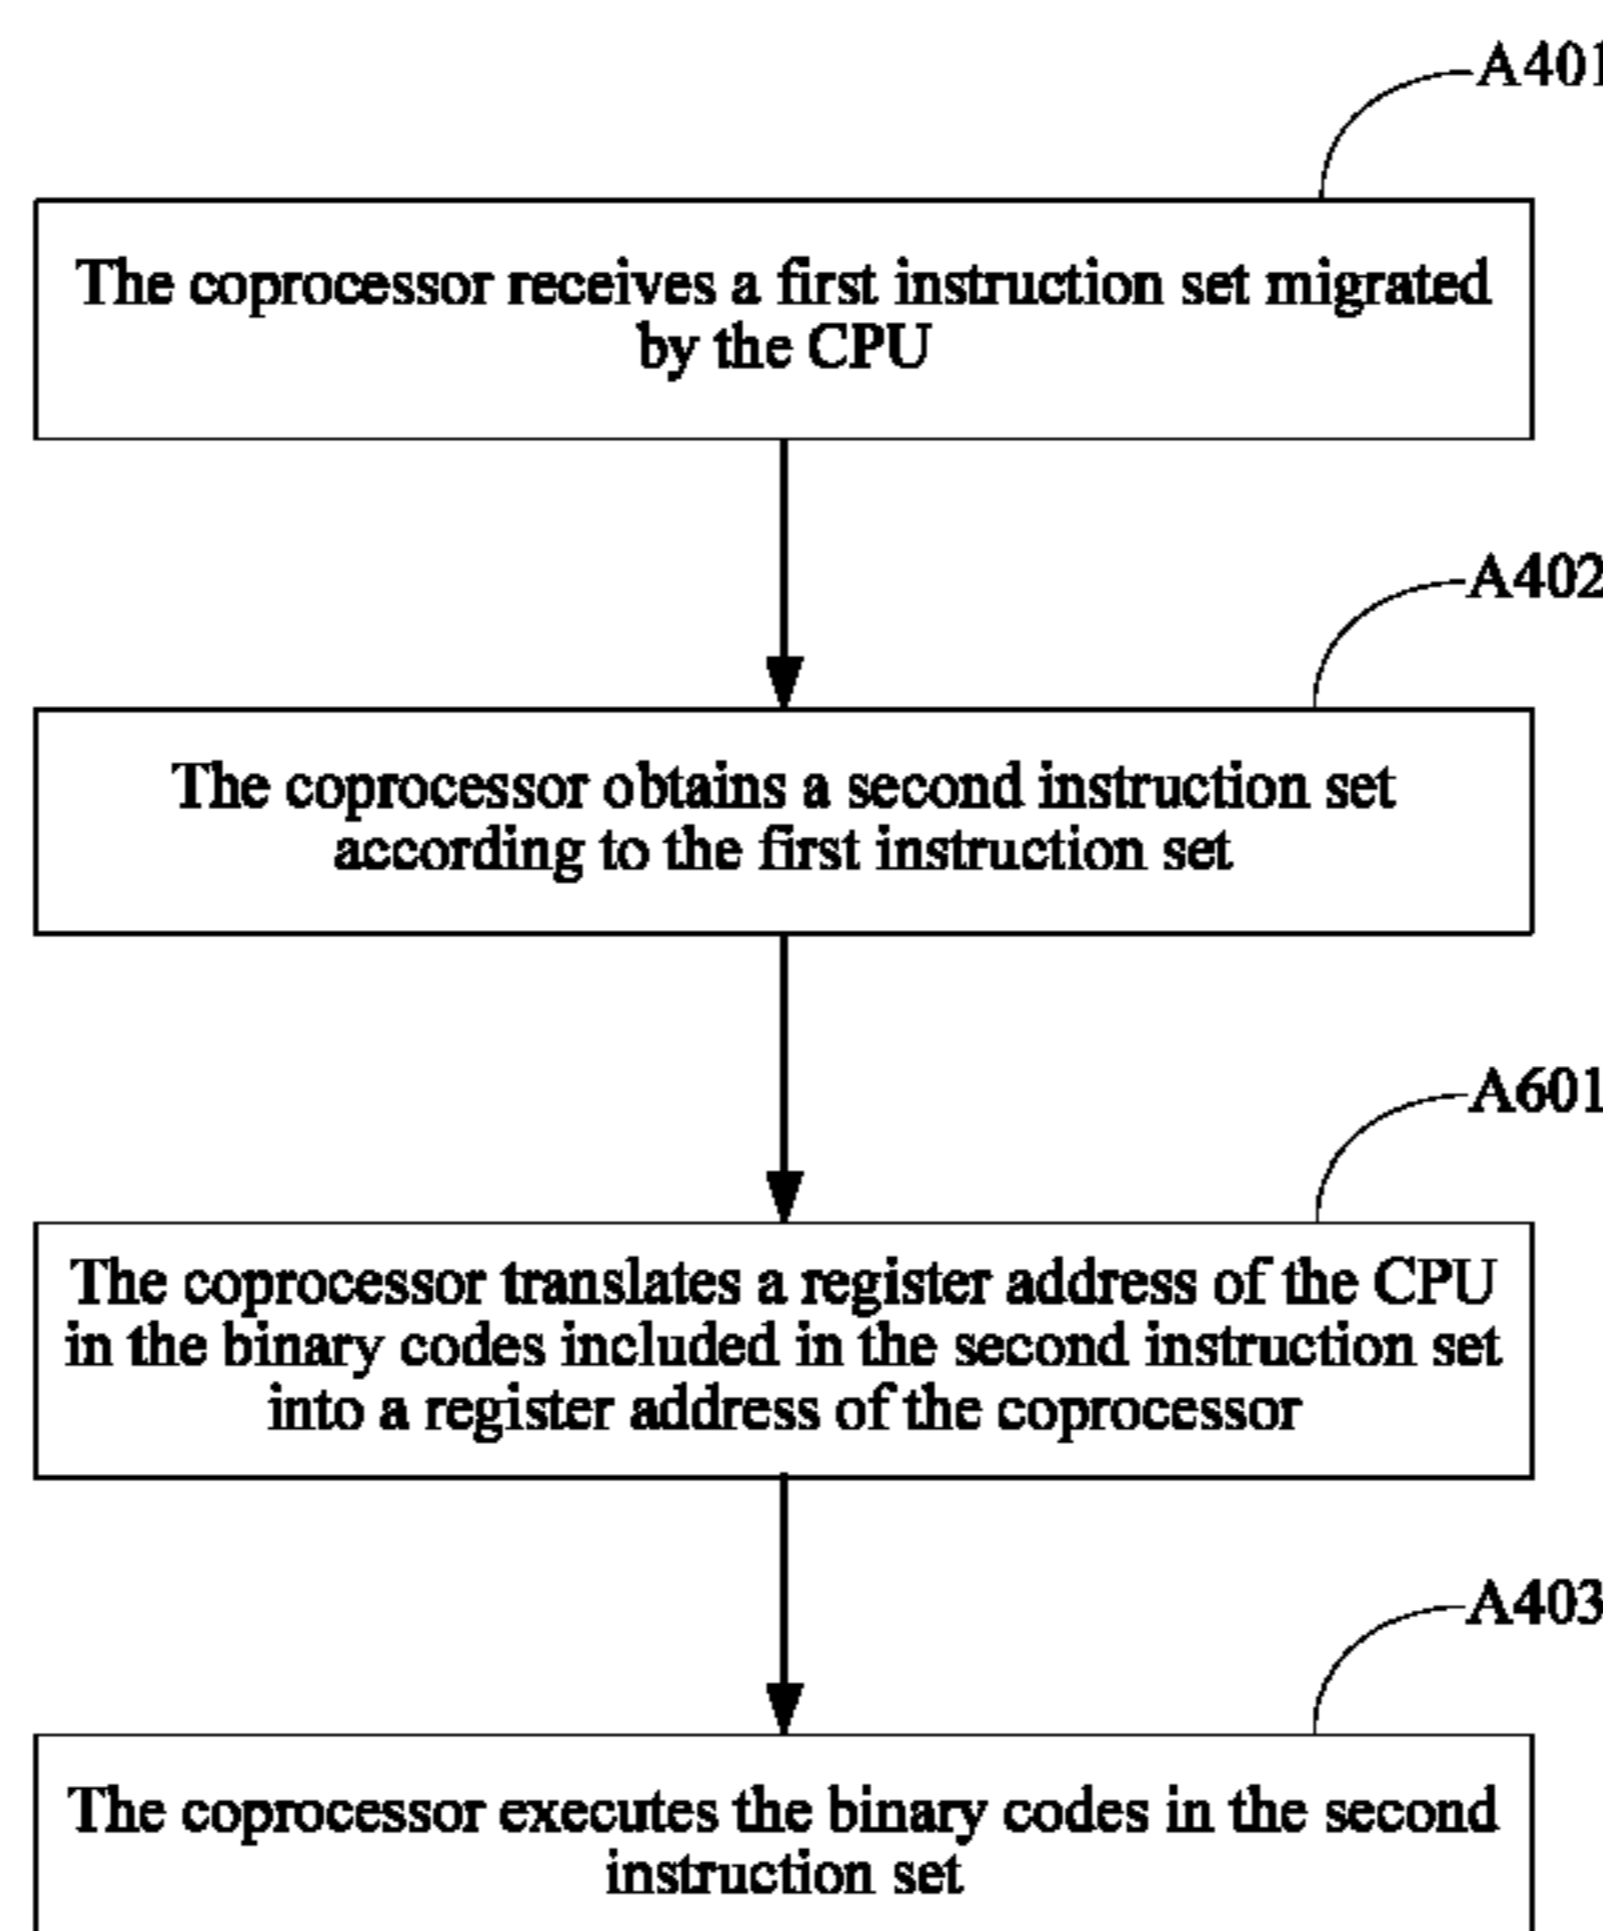 A401
The coprocessor receives a first instruction set migrated
by the CPU
A402
The coprocessor obtains a second instruction set
according to the first instruction set
A601
The coprocessor translates a register address of the CPU
in the binary codes included in the second instruction set
into a register address of the coprocessor
A403
The coprocessor executes the binary codes in the second
instruction set